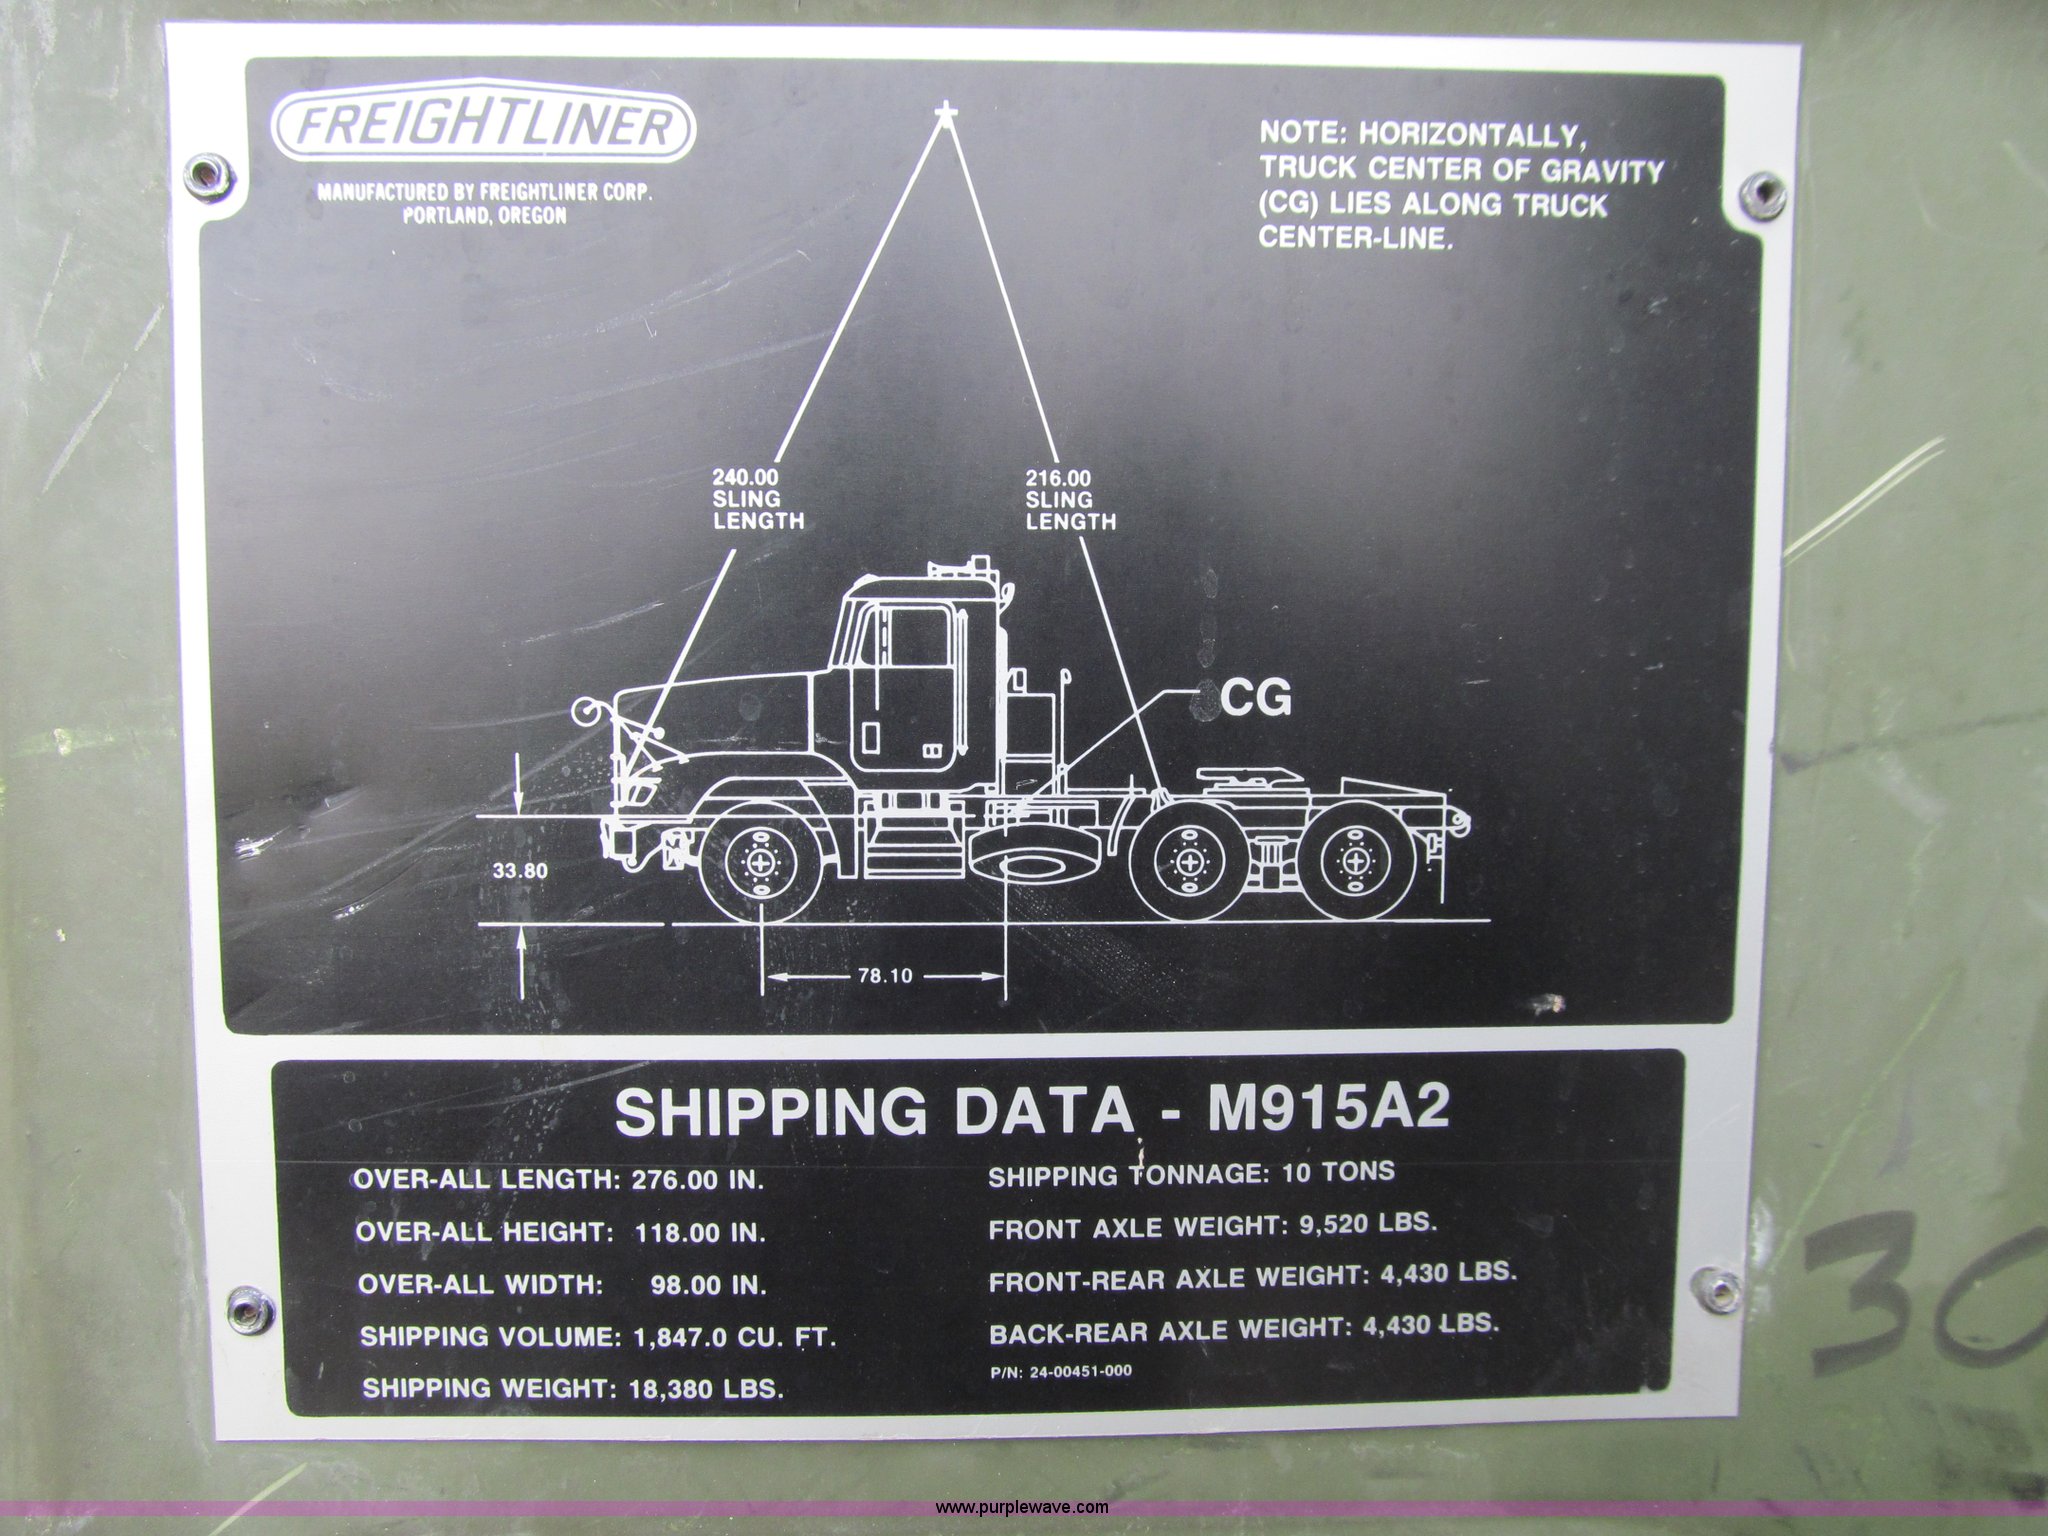 FREIGHTLINER
MANUFACTURED BY FREIGHTLINER CORP.
PORTLAND, OREGON
NOTE: HORIZONTALLY,
TRUCK CENTER OF GRAVITY
(CG) LIES ALONG TRUCK
CENTER-LINE.
240.00
SLING
LENGTH
216.00
SLING
LENGTH
CG
33.80
78.10
SHIPPING DATA - M915A2
OVER-ALL LENGTH: 276.00 IN.
OVER-ALL HEIGHT: 118.00 IN.
OVER-ALL WIDTH: 98.00 IN.
SHIPPING VOLUME: 1,847.0 CU. FT.
SHIPPING WEIGHT: 18,380 LBS.
SHIPPING TONNAGE: 10 TONS
FRONT AXLE WEIGHT: 9,520 LBS.
FRONT-REAR AXLE WEIGHT: 4,430 LBS.
BACK-REAR AXLE WEIGHT: 4,430 LBS.
P/N: 24-00451-000
30
www.purplewave.com